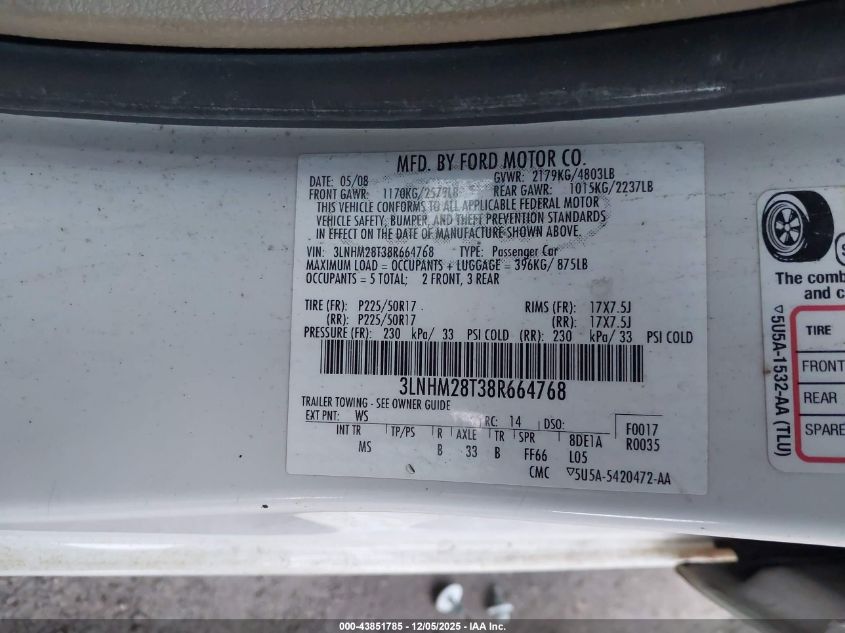 MFD. BY FORD MOTOR CO.
DATE: 05/08 GVWR: 2179KG/4803LB
FRONT GAWR: 1170KG/2579LB REAR GAWR: 1015KG/2237LB
THIS VEHICLE CONFORMS TO ALL APPLICABLE FEDERAL MOTOR
VEHICLE SAFETY, BUMPER, AND THEFT PREVENTION STANDARDS
IN EFFECT ON THE DATE OF MANUFACTURE SHOWN ABOVE.
VIN: 3LNHM28T38R664768 TYPE: Passenger Car
MAXIMUM LOAD = OCCUPANTS + LUGGAGE = 396KG/ 875LB
OCCUPANTS = 5 TOTAL; 2 FRONT, 3 REAR
TIRE (FR): P225/50R17 RIMS (FR): 17X7.5J
(RR): P225/50R17 (RR): 17X7.5J
PRESSURE (FR): 230 kPa/ 33 PSI COLD (RR): 230 kPa/ 33 PSI COLD
3LNHM28T38R664768
TRAILER TOWING - SEE OWNER GUIDE
EXT PNT: WS RC: 14 DSO: F0017
INT TR TP/PS R AXLE TR SPR 8DE1A R0035
MS B 33 B FF66 L05
CMC ▽5U5A-5420472-AA
The comb
and c
▽5U5A-1532-AA (TLU)
TIRE
FRONT
REAR
SPARE
000-43851785 - 12/05/2025 - IAA Inc.